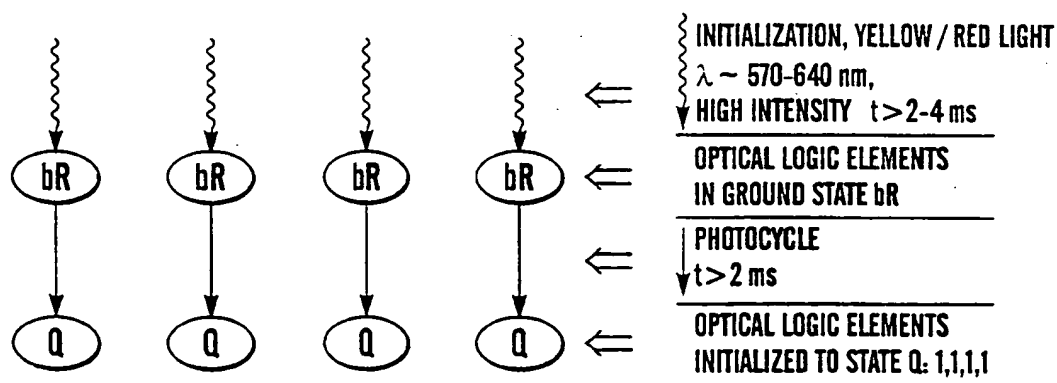 INITIALIZATION, YELLOW / RED LIGHT
λ ~ 570-640 nm,
HIGH INTENSITY t > 2-4 ms
bR bR bR bR
OPTICAL LOGIC ELEMENTS
IN GROUND STATE bR
PHOTOCYCLE
t > 2 ms
Q Q Q Q
OPTICAL LOGIC ELEMENTS
INITIALIZED TO STATE Q: 1,1,1,1